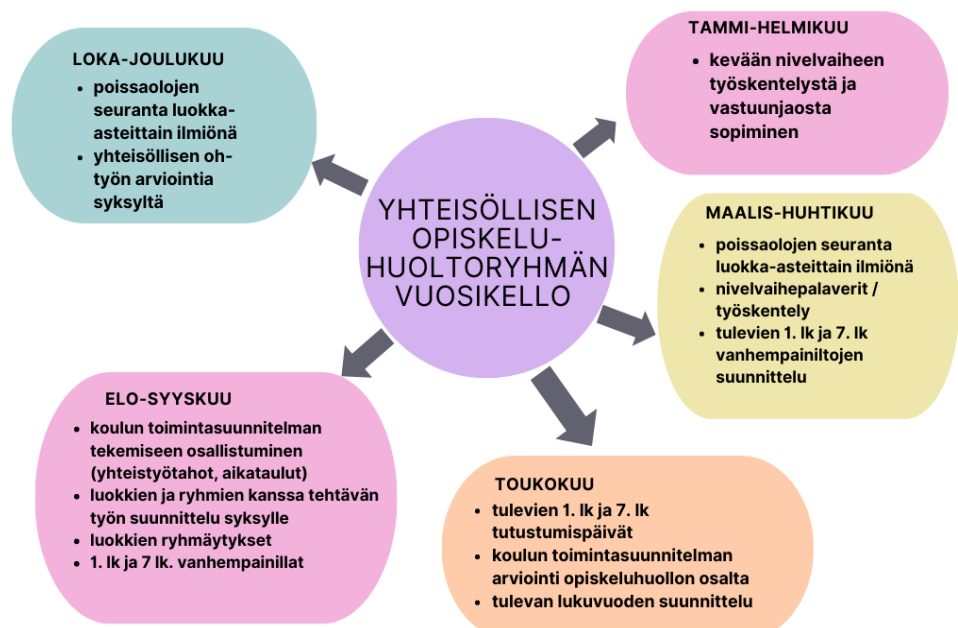 YHTEISÖLLISEN
OPISKELU-
HUOLTORYHMÄN
VUOSIKELLO
TAMMI-HELMIKUU
• kevään nivelvaiheen
työskentelystä ja
vastuunjaosta
sopiminen
MAALIS-HUHTIKUU
• poissaolojen seuranta
luokka-asteittain ilmiönä
• nivelvaihepalaverit /
työskentely
• tulevien 1. lk ja 7. lk
vanhempainiltojen
suunnittelu
TOUKOKUU
• tulevien 1. lk ja 7. lk
tutustumispäivät
• koulun toimintasuunnitelman
arviointi opiskeluhuollon osalta
• tulevan lukuvuoden suunnittelu
ELO-SYYSKUU
• koulun toimintasuunnitelman
tekemiseen osallistuminen
(yhteistyötahot, aikataulut)
• luokkien ja ryhmien kanssa tehtävän
työn suunnittelu syksylle
• luokkien ryhmäytykset
• 1. lk ja 7 lk. vanhempainillat
LOKA-JOULUKUU
• poissaolojen
seuranta luokka-
asteittain ilmiönä
• yhteisöllisen oh-
työn arviointia
syksyltä